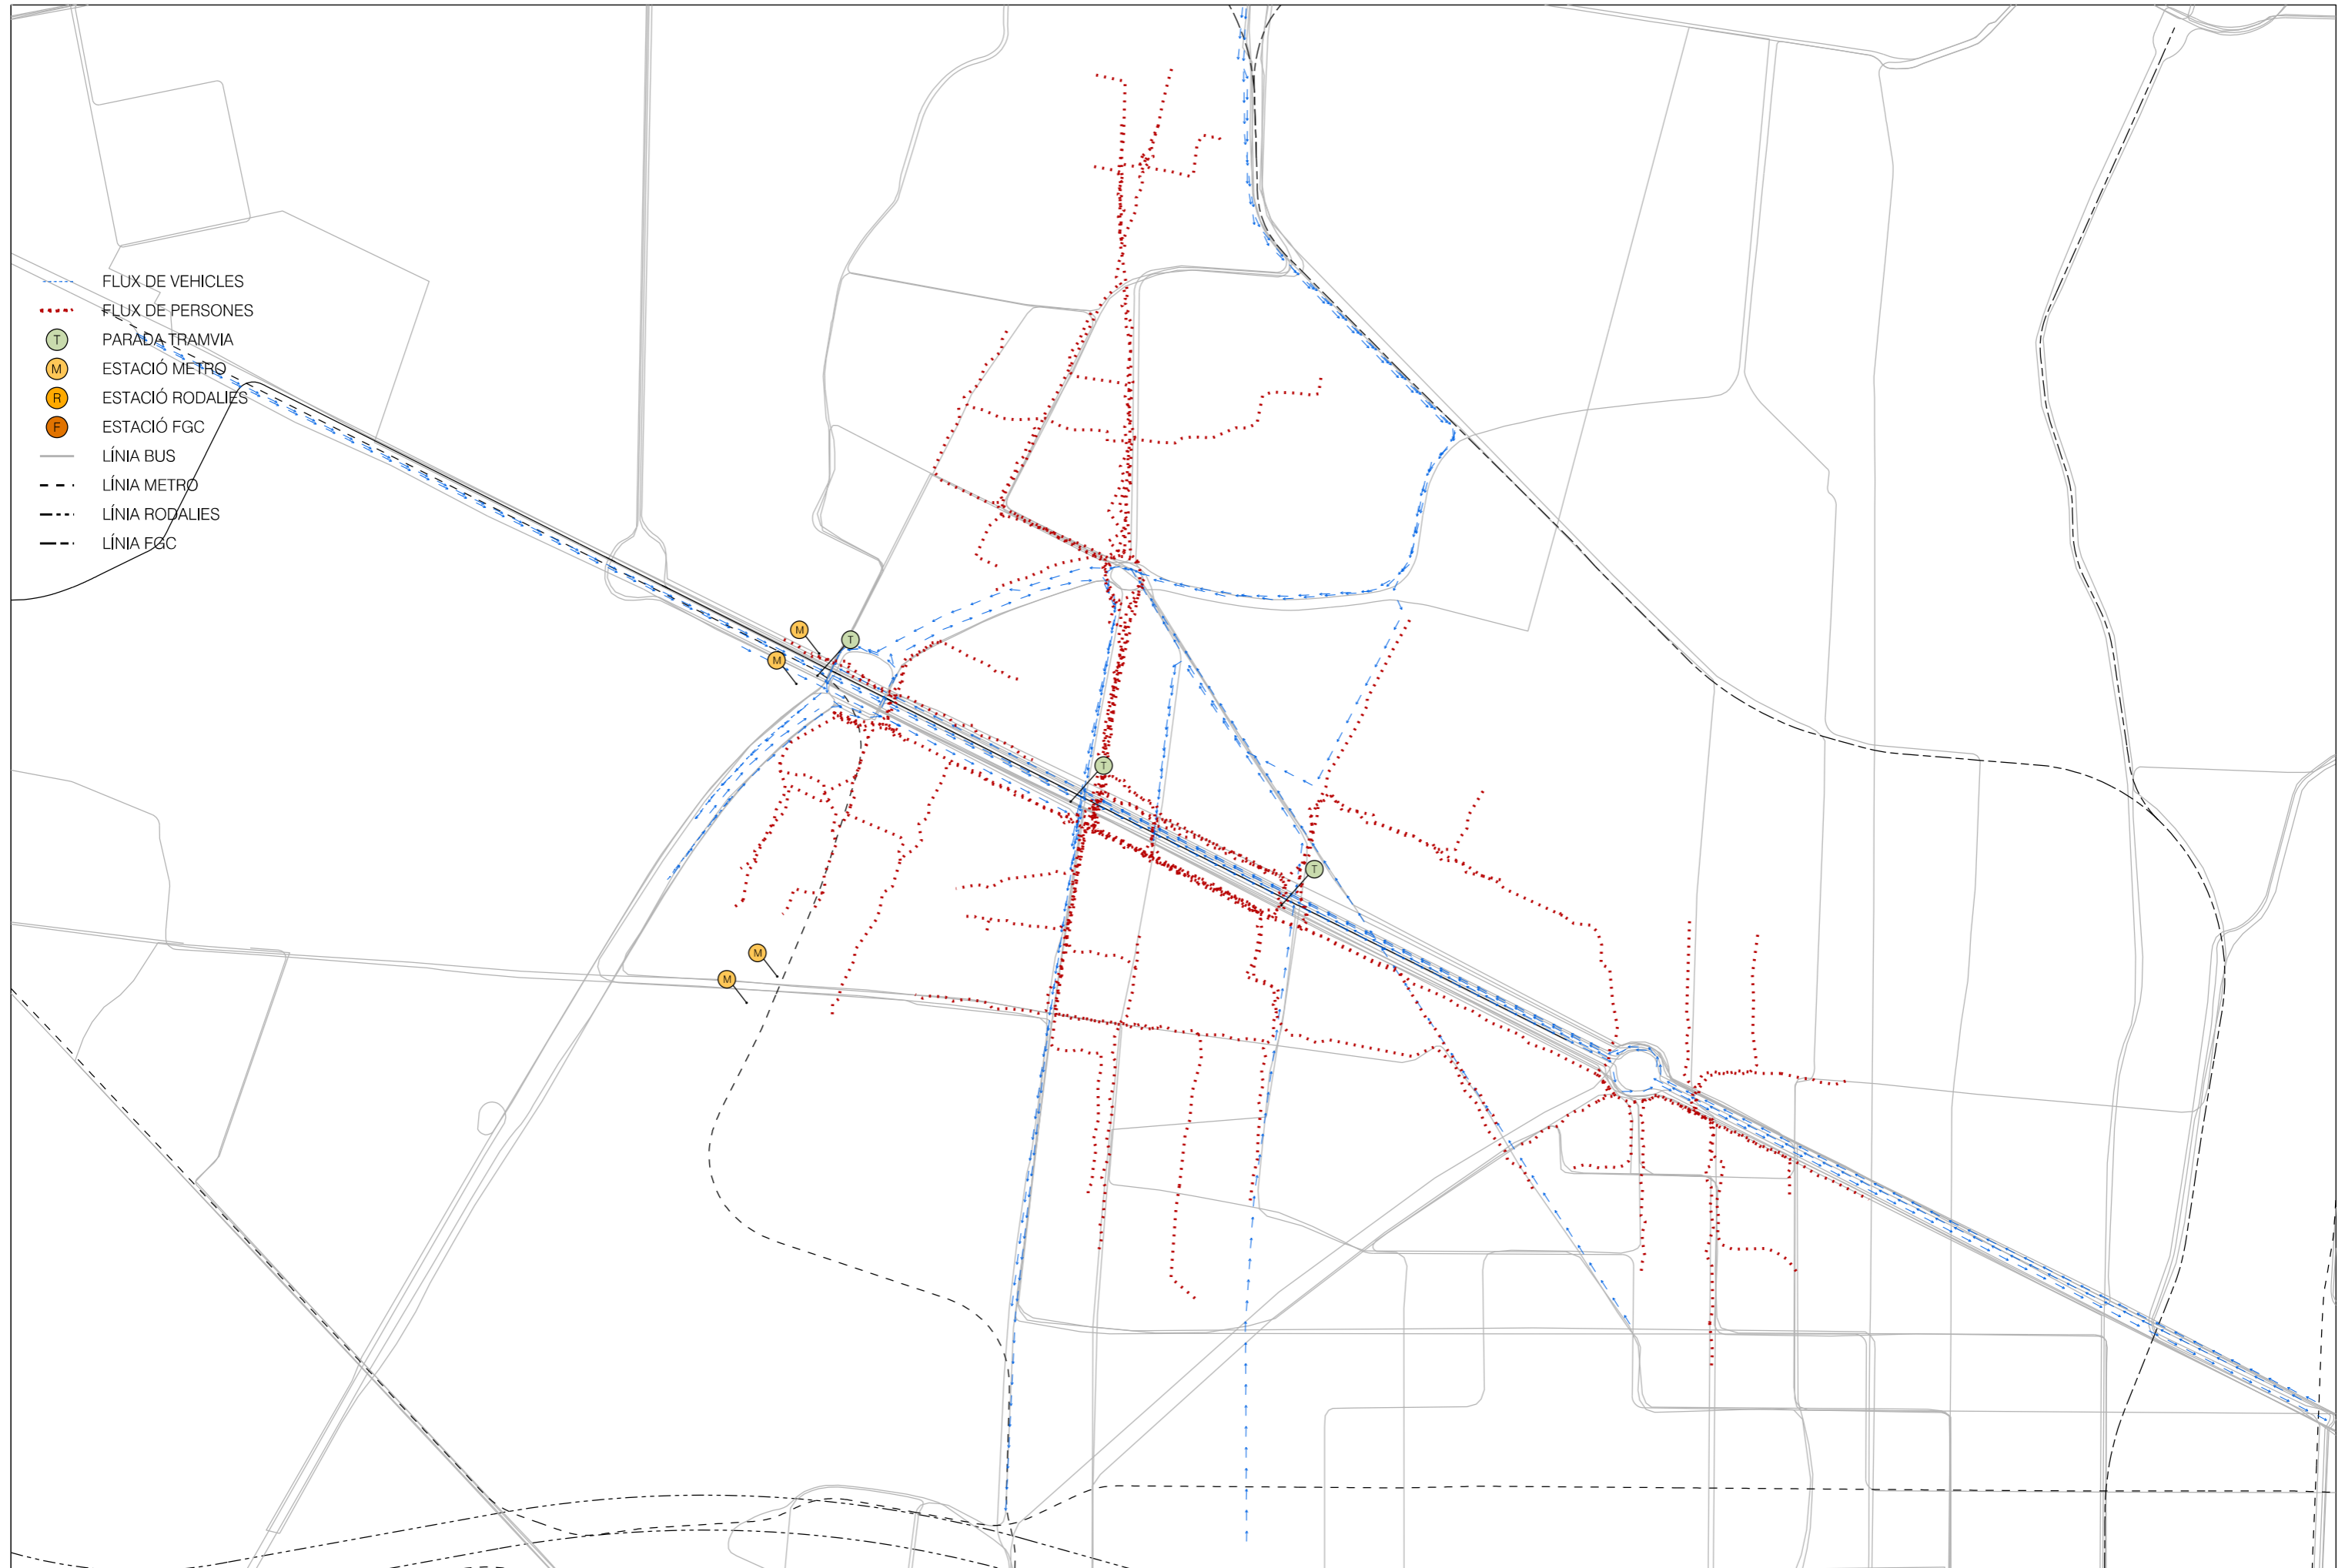 FLUX DE VEHICLES
FLUX DE PERSONES
T PARADA TRAMVIA
M ESTACIÓ METRO
R ESTACIÓ RODALIES
F ESTACIÓ FGC
LÍNIA BUS
LÍNIA METRO
LÍNIA RODALIES
LÍNIA FGC
M
T
M
T
T
M
M